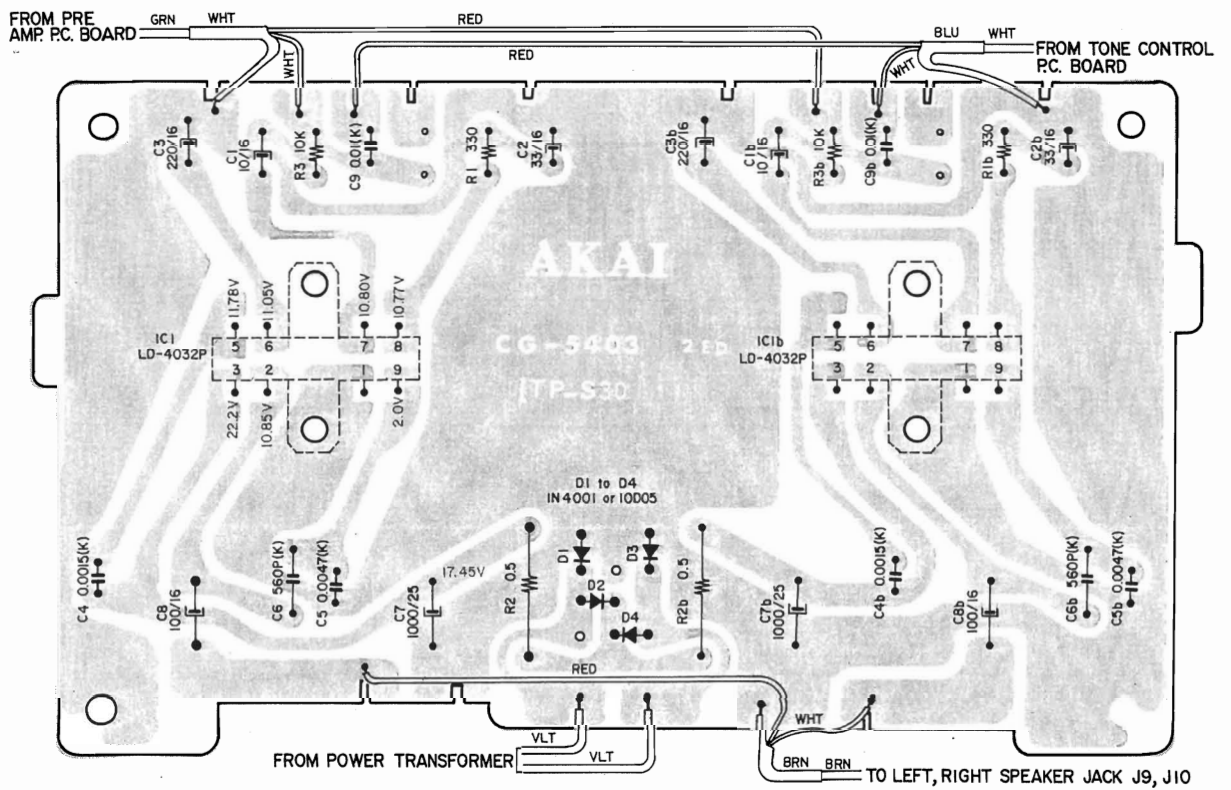 FROM PRE
AMP. P.C. BOARD
GRN
WHT
RED
RED
WHT
BLU
WHT
WHT
FROM TONE CONTROL
P.C. BOARD
C3
220/16
C1
10/16
R3 10K
C9 0.01(K)
R1 330
C2
33/16
C3b
220/16
C1b
10/16
R3b 10K
C9b 0.01(K)
R1b 330
C2b
33/16
AKAI
11.78V
11.05V
10.80V
10.77V
IC1
LD-4032P
5 6 7 8
3 2 1 9
22.2V
10.85V
2.0V
CG-5403 2ED
TP-S30
IC1b
LD-4032P
5 6 7 8
3 2 1 9
D1 to D4
IN4001 or 10D05
C4 0.0015(K)
C8
100/16
C6 560P(K)
C5 0.0047(K)
C7
1000/25
17.45V
R2 0.5
D1
D2
D3
D4
R2b 0.5
C7b
1000/25
C4b 0.0015(K)
C8b
100/16
C6b 560P(K)
C5b 0.0047(K)
RED
WHT
VLT
FROM POWER TRANSFORMER
VLT
BRN
BRN
TO LEFT, RIGHT SPEAKER JACK J9, J10